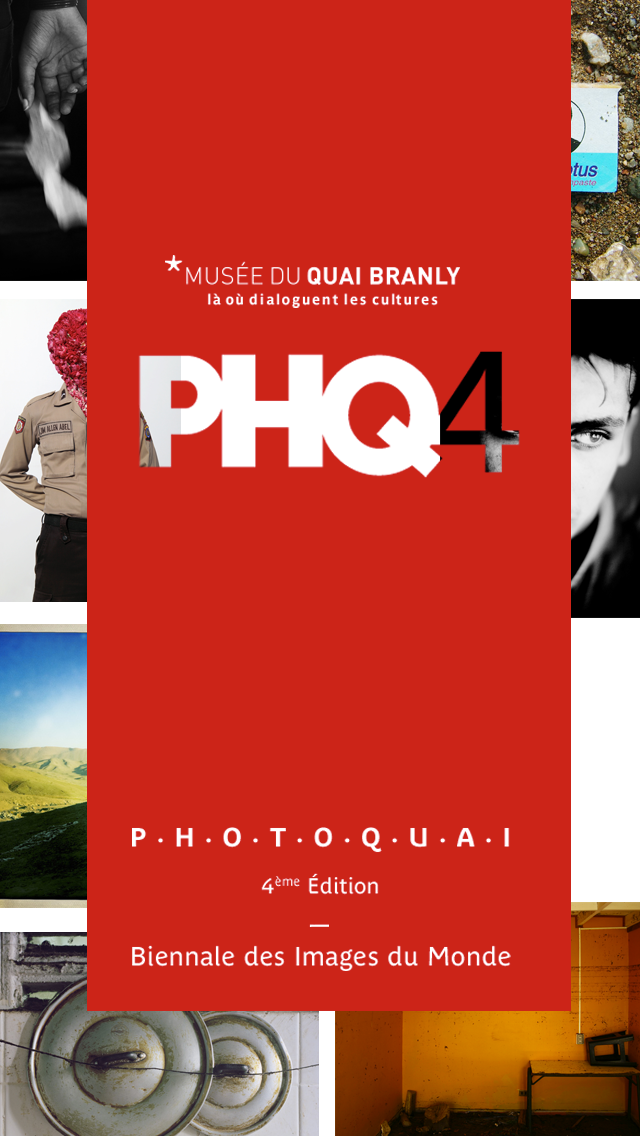 *MUSÉE DU QUAI BRANLY
là où dialoguent les cultures
PHQ4
P·H·O·T·O·Q·U·A·I
4ème Édition
—
Biennale des Images du Monde